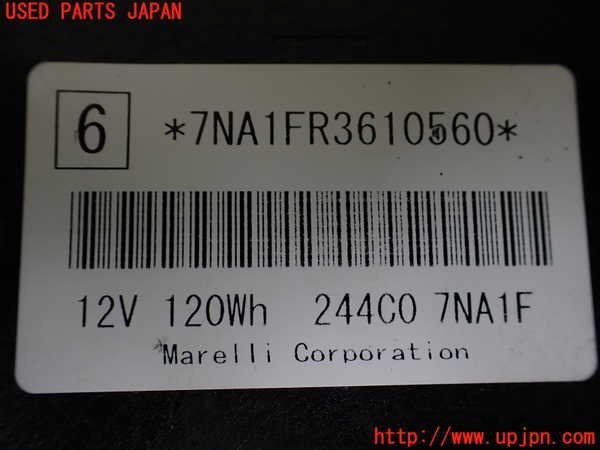 USED PARTS JAPAN
6 *7NA1FR3610560*
12V 120Wh 244C0 7NA1F
Marelli Corporation
http://www.upjpn.com